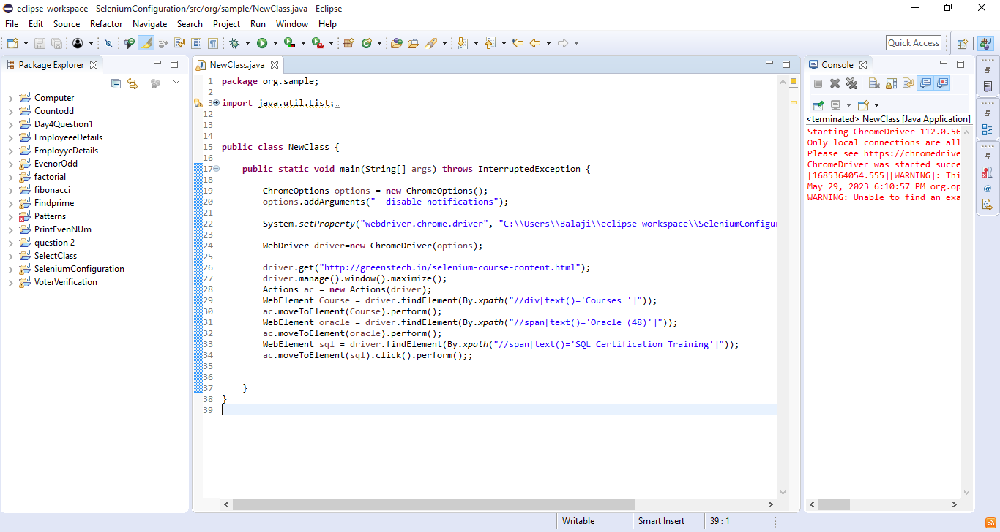 eclipse-workspace - SeleniumConfiguration/src/org/sample/NewClass.java - Eclipse
File Edit Source Refactor Navigate Search Project Run Window Help
Quick Access
Package Explorer
Computer
Countodd
Day4Question1
EmployeeeDetails
EmployyeDetails
EvenorOdd
factorial
fibonacci
Findprime
Patterns
PrintEvenNUm
question 2
SelectClass
SeleniumConfiguration
VoterVerification
NewClass.java
1 package org.sample;
2
3 import java.util.List;
12
13
14
15 public class NewClass {
16
17 public static void main(String[] args) throws InterruptedException {
18
19 ChromeOptions options = new ChromeOptions();
20 options.addArguments("--disable-notifications");
21
22 System.setProperty("webdriver.chrome.driver", "C:\\Users\\Balaji\\eclipse-workspace\\SeleniumConfigur
23
24 WebDriver driver=new ChromeDriver(options);
25
26 driver.get("http://greenstech.in/selenium-course-content.html");
27 driver.manage().window().maximize();
28 Actions ac = new Actions(driver);
29 WebElement Course = driver.findElement(By.xpath("//div[text()='Courses ']"));
30 ac.moveToElement(Course).perform();
31 WebElement oracle = driver.findElement(By.xpath("//span[text()='Oracle (48)']"));
32 ac.moveToElement(oracle).perform();
33 WebElement sql = driver.findElement(By.xpath("//span[text()='SQL Certification Training']"));
34 ac.moveToElement(sql).click().perform();;
35
36
37 }
38 }
39
Console
<terminated> NewClass [Java Application]
Starting ChromeDriver 112.0.56
Only local connections are all
Please see https://chromedrive
ChromeDriver was started succe
[1685364054.555][WARNING]: Thi
May 29, 2023 6:10:57 PM org.op
WARNING: Unable to find an exa
Writable Smart Insert 39 : 1